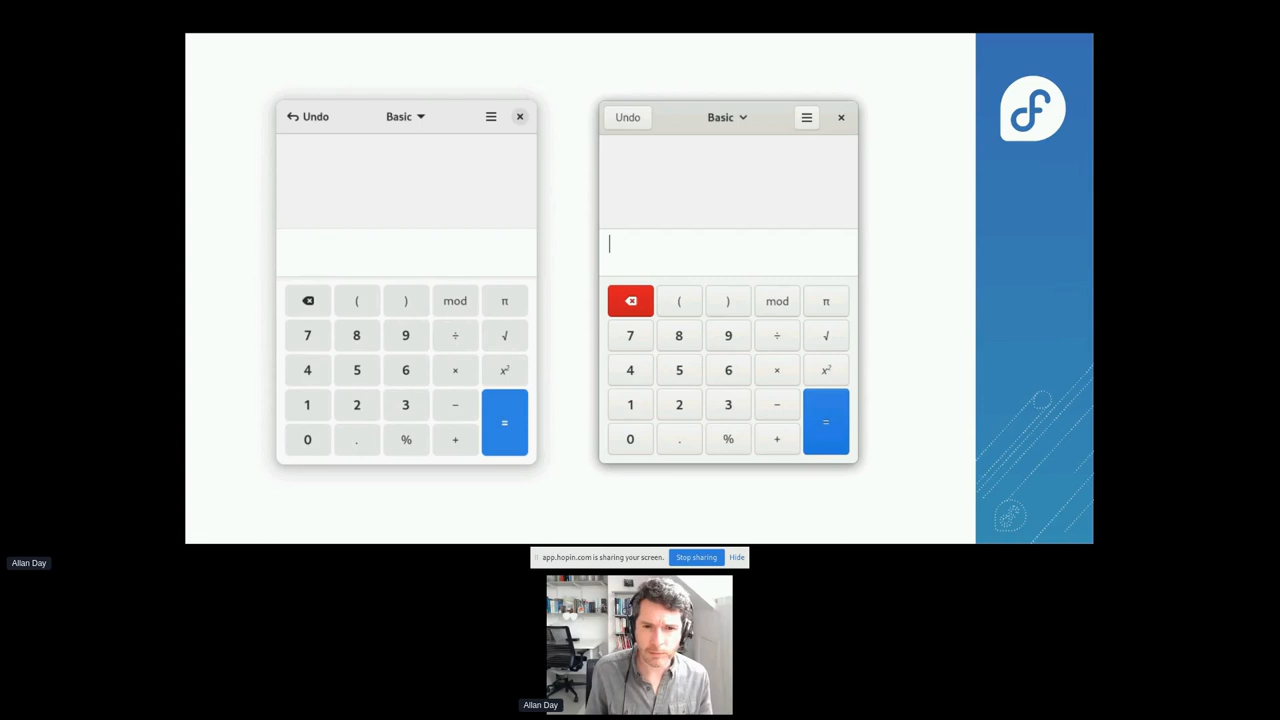 Undo Basic
7 8 9 ÷ √
( ) mod π
4 5 6 × x²
1 2 3 −
0 . % + =
Undo Basic
( ) mod π
7 8 9 ÷ √
4 5 6 × x²
1 2 3 −
0 . % + =
Allan Day
app.hopin.com is sharing your screen. Stop sharing Hide
Allan Day